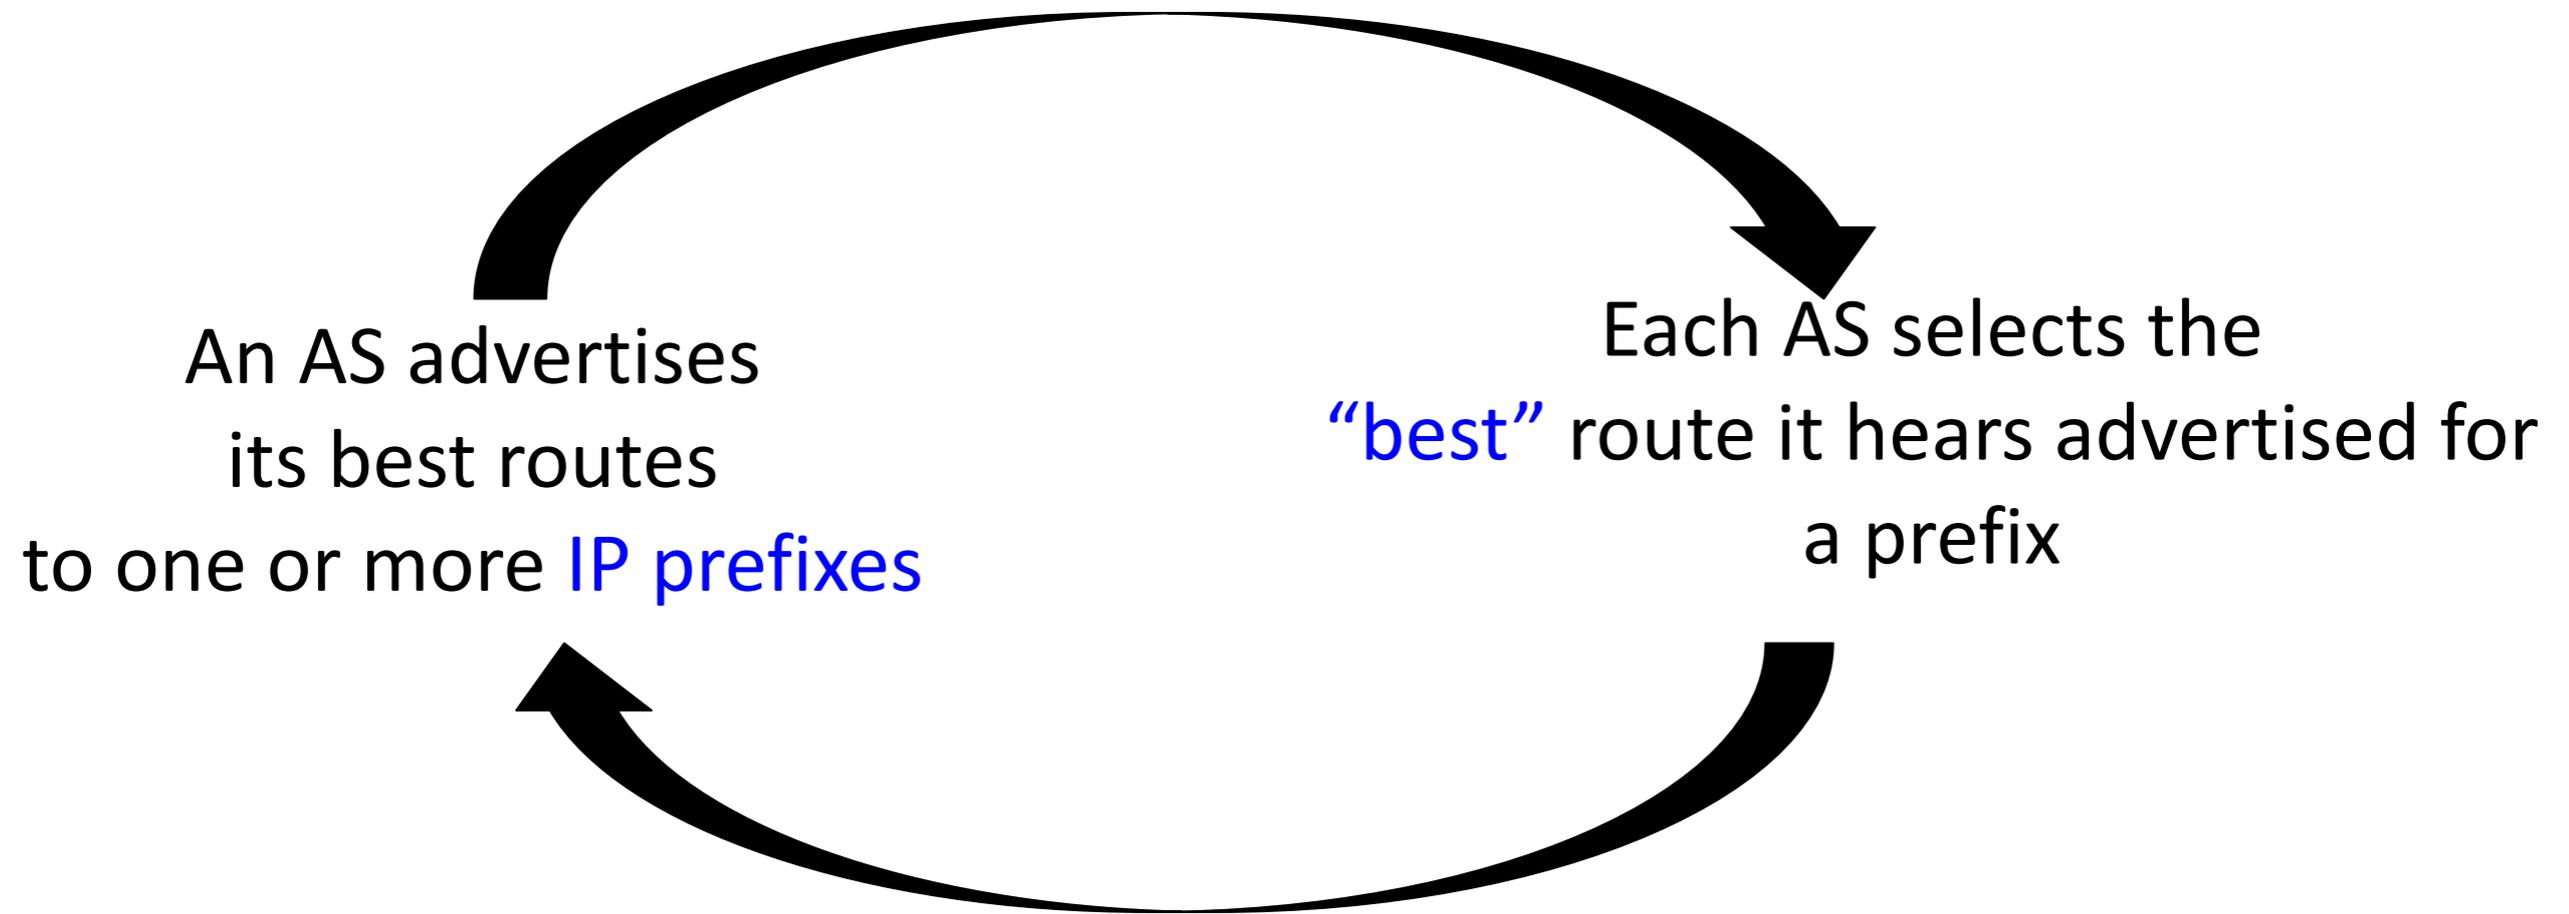 An AS advertises
its best routes
to one or more IP prefixes
Each AS selects the
“best” route it hears advertised for
a prefix